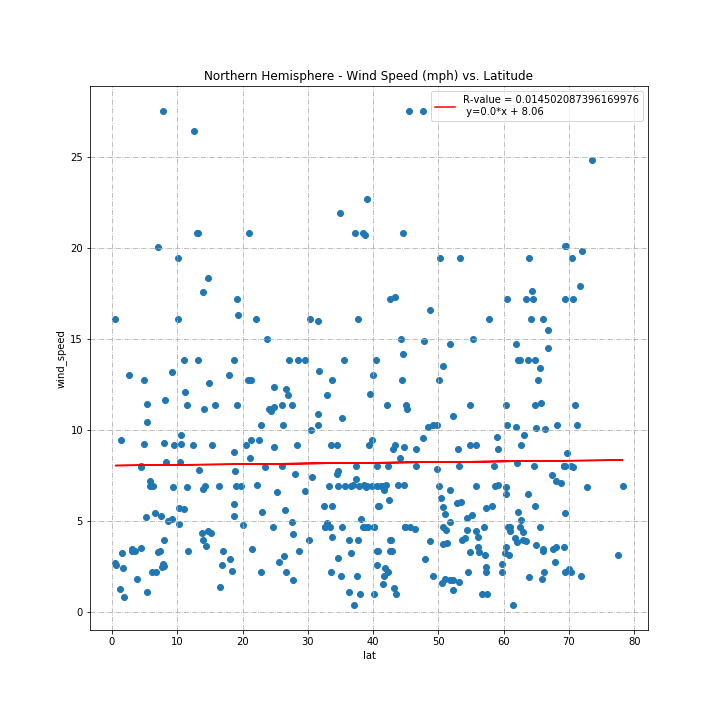 Northern Hemisphere - Wind Speed (mph) vs. Latitude
R-value = 0.014502087396169976
y=0.0*x + 8.06
25
20
15
10
5
0
wind_speed
0 10 20 30 40 50 60 70 80
lat